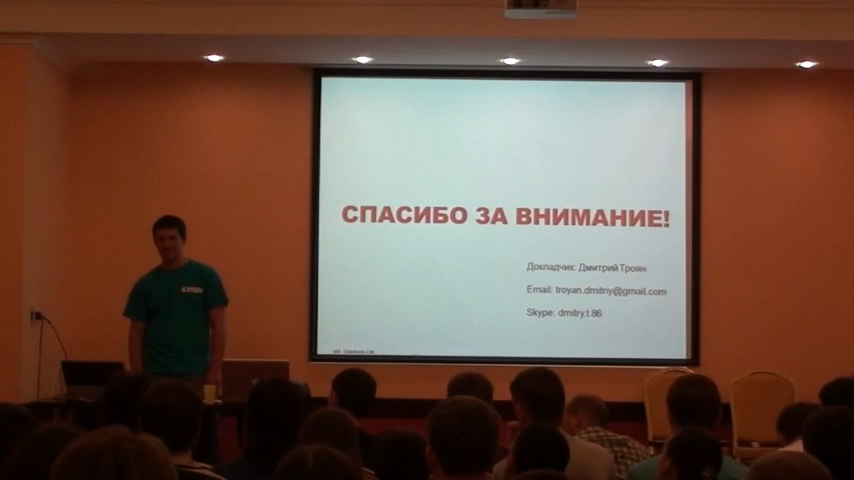 СПАСИБО ЗА ВНИМАНИЕ!
Докладчик: Дмитрий Троян
Email: troyan.dmitriy@gmail.com
Skype: dmitry.t.86